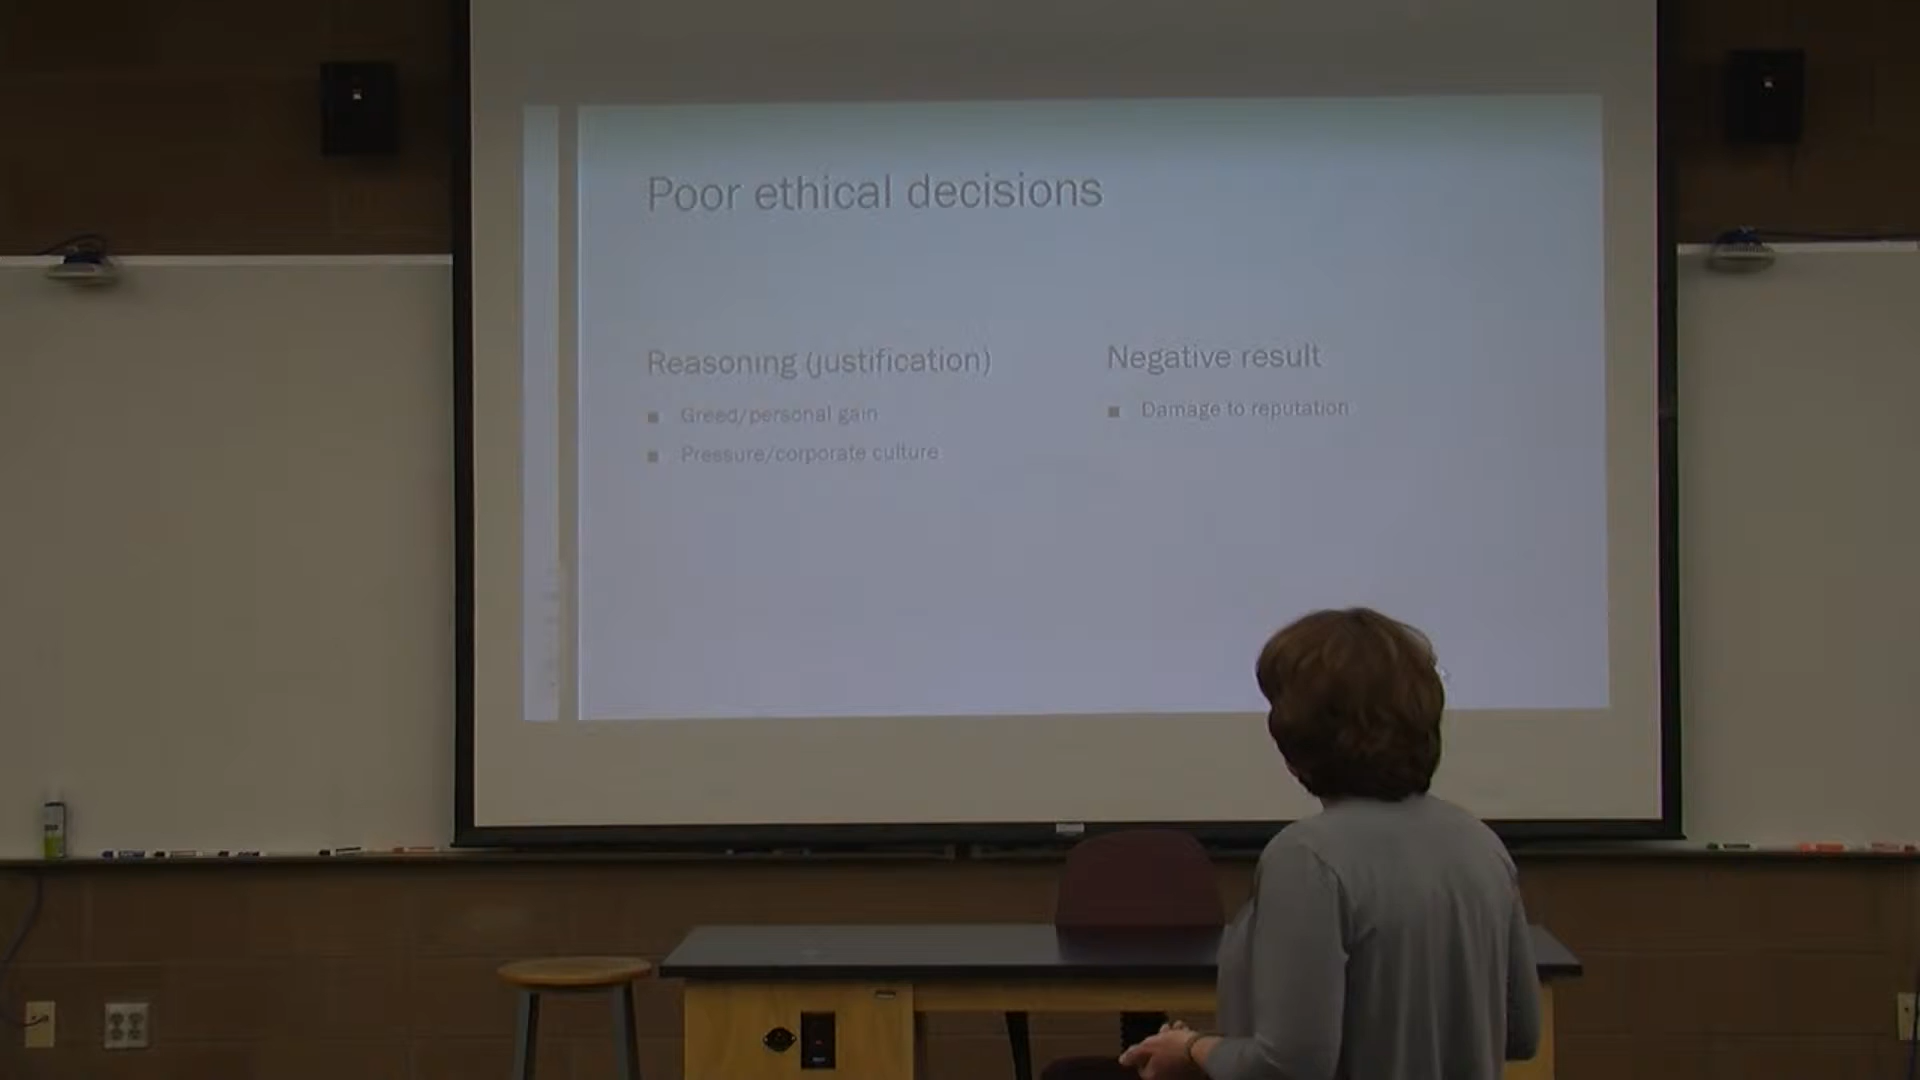 Poor ethical decisions
Reasoning (justification)
Greed/personal gain
Pressure/corporate culture
Negative result
Damage to reputation